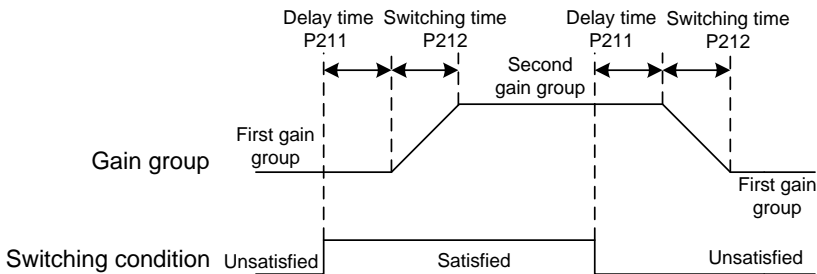 Delay time
P211
Switching time
P212
Delay time
P211
Switching time
P212
Second
gain group
First gain
group
Gain group
First gain
group
Switching condition
Unsatisfied
Satisfied
Unsatisfied